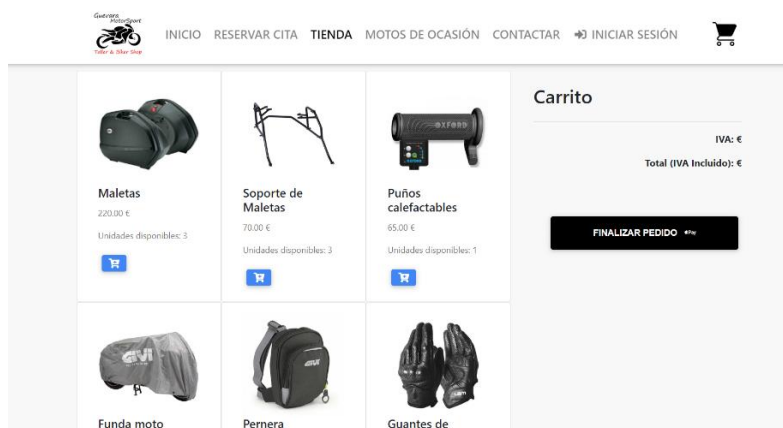 Guevara
MotorSport
Taller & Biker Shop
INICIO RESERVAR CITA TIENDA MOTOS DE OCASIÓN CONTACTAR INICIAR SESIÓN
Maletas
220.00 €
Unidades disponibles: 3
Soporte de
Maletas
70.00 €
Unidades disponibles: 3
OXFORD
Puños
calefactables
65.00 €
Unidades disponibles: 1
Carrito
IVA: €
Total (IVA Incluido): €
FINALIZAR PEDIDO Pay
GIVI
Funda moto
GIVI
Pernera
Guantes de